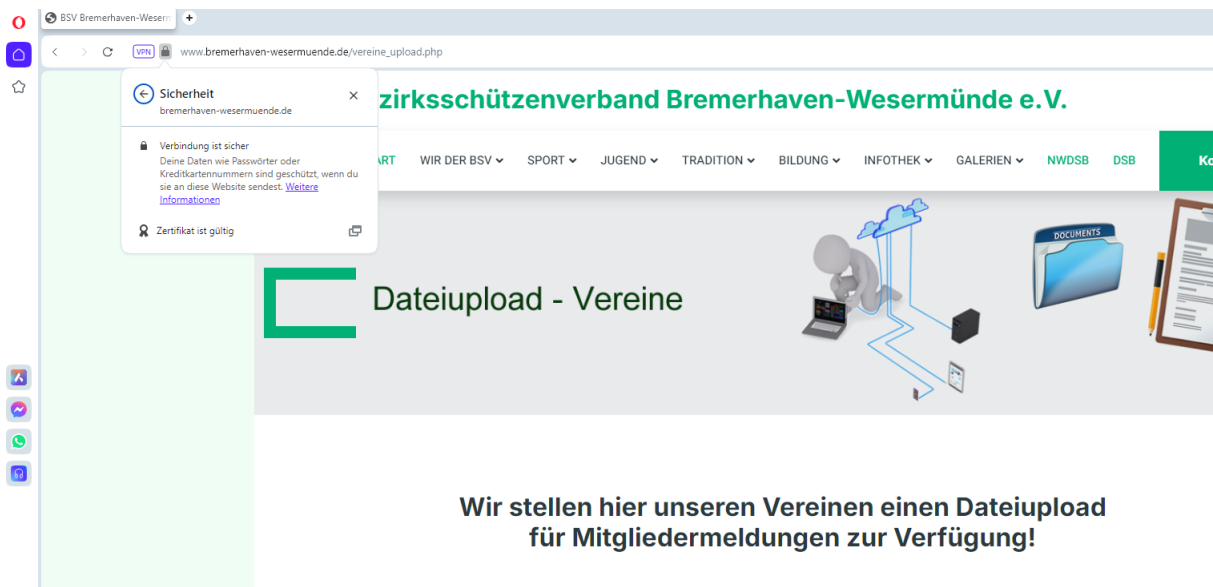 BSV Bremerhaven-Weserm
VPN
www.bremerhaven-wesermuende.de/vereine_upload.php
Sicherheit
bremerhaven-wesermuende.de
Verbindung ist sicher
Deine Daten wie Passwörter oder
Kreditkartennummern sind geschützt, wenn du
sie an diese Website sendest. Weitere
Informationen
Zertifikat ist gültig
zirksschützenverband Bremerhaven-Wesermünde e.V.
ART WIR DER BSV SPORT JUGEND TRADITION BILDUNG INFOTHEK GALERIEN NWDSB DSB Ko
DOCUMENTS
Dateiupload - Vereine
Wir stellen hier unseren Vereinen einen Dateiupload
für Mitgliedermeldungen zur Verfügung!